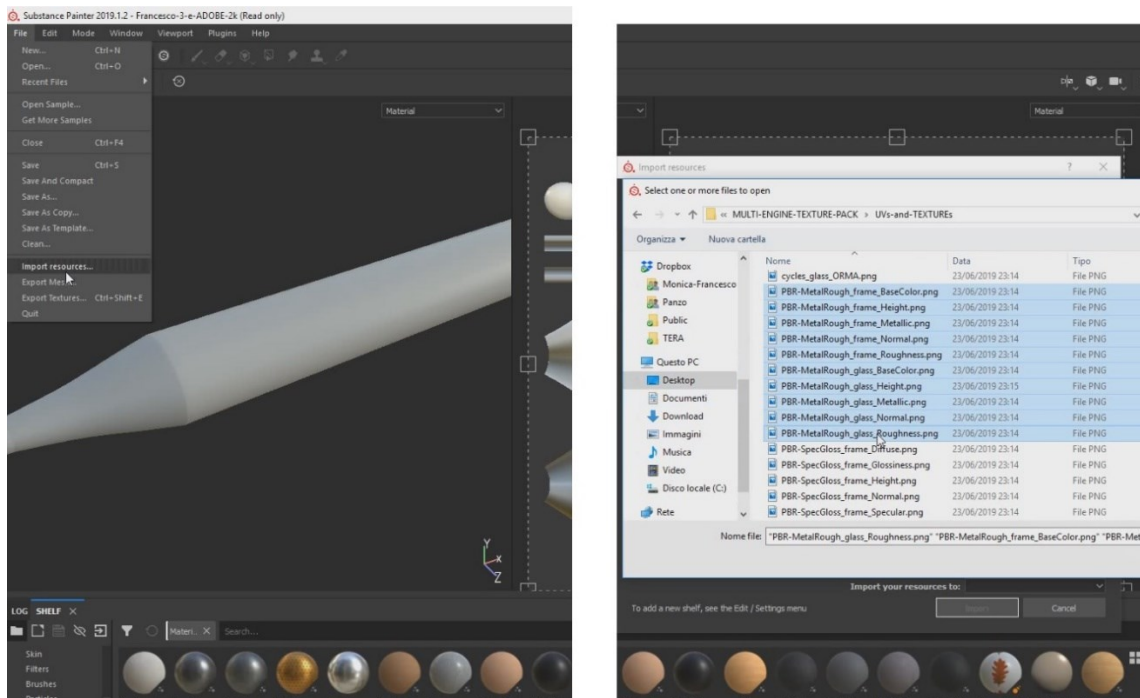 Substance Painter 2019.1.2 - Francesco-3-e-ADOBE-2k (Read only)
File Edit Mode Window Viewport Plugins Help
New... Ctrl+N
Open... Ctrl+O
Recent Files
Open Sample...
Get More Samples
Close Ctrl+F4
Save Ctrl+S
Save And Compact
Save As...
Save As Copy...
Save As Template...
Clean...
Import resources...
Export
Export Textures... Ctrl+Shift+E
Quit
Material
Y
X
Z
LOG SHELF
Materi.. Search...
Skin
Filters
Brushes
Material
Import resources
Select one or more files to open
« MULTI-ENGINE-TEXTURE-PACK > UVs-and-TEXTUREs
Organizza Nuova cartella
Dropbox
Monica-Francesco
Panzo
Public
TERA
Questo PC
Desktop
Documenti
Download
Immagini
Musica
Video
Disco locale (C:)
Rete
Nome Data Tipo
cycles_glass_ORMA.png 23/06/2019 23:14 File PNG
PBR-MetalRough_frame_BaseColor.png 23/06/2019 23:14 File PNG
PBR-MetalRough_frame_Height.png 23/06/2019 23:14 File PNG
PBR-MetalRough_frame_Metallic.png 23/06/2019 23:14 File PNG
PBR-MetalRough_frame_Normal.png 23/06/2019 23:14 File PNG
PBR-MetalRough_frame_Roughness.png 23/06/2019 23:14 File PNG
PBR-MetalRough_glass_BaseColor.png 23/06/2019 23:14 File PNG
PBR-MetalRough_glass_Height.png 23/06/2019 23:15 File PNG
PBR-MetalRough_glass_Metallic.png 23/06/2019 23:14 File PNG
PBR-MetalRough_glass_Normal.png 23/06/2019 23:14 File PNG
PBR-MetalRough_glass_Roughness.png 23/06/2019 23:14 File PNG
PBR-SpecGloss_frame_Diffuse.png 23/06/2019 23:14 File PNG
PBR-SpecGloss_frame_Glossiness.png 23/06/2019 23:14 File PNG
PBR-SpecGloss_frame_Height.png 23/06/2019 23:14 File PNG
PBR-SpecGloss_frame_Normal.png 23/06/2019 23:14 File PNG
PBR-SpecGloss_frame_Specular.png 23/06/2019 23:14 File PNG
Nome file: "PBR-MetalRough_glass_Roughness.png" "PBR-MetalRough_frame_BaseColor.png" "PBR-Met
Import your resources to:
To add a new shelf, see the Edit / Settings menu
Import Cancel